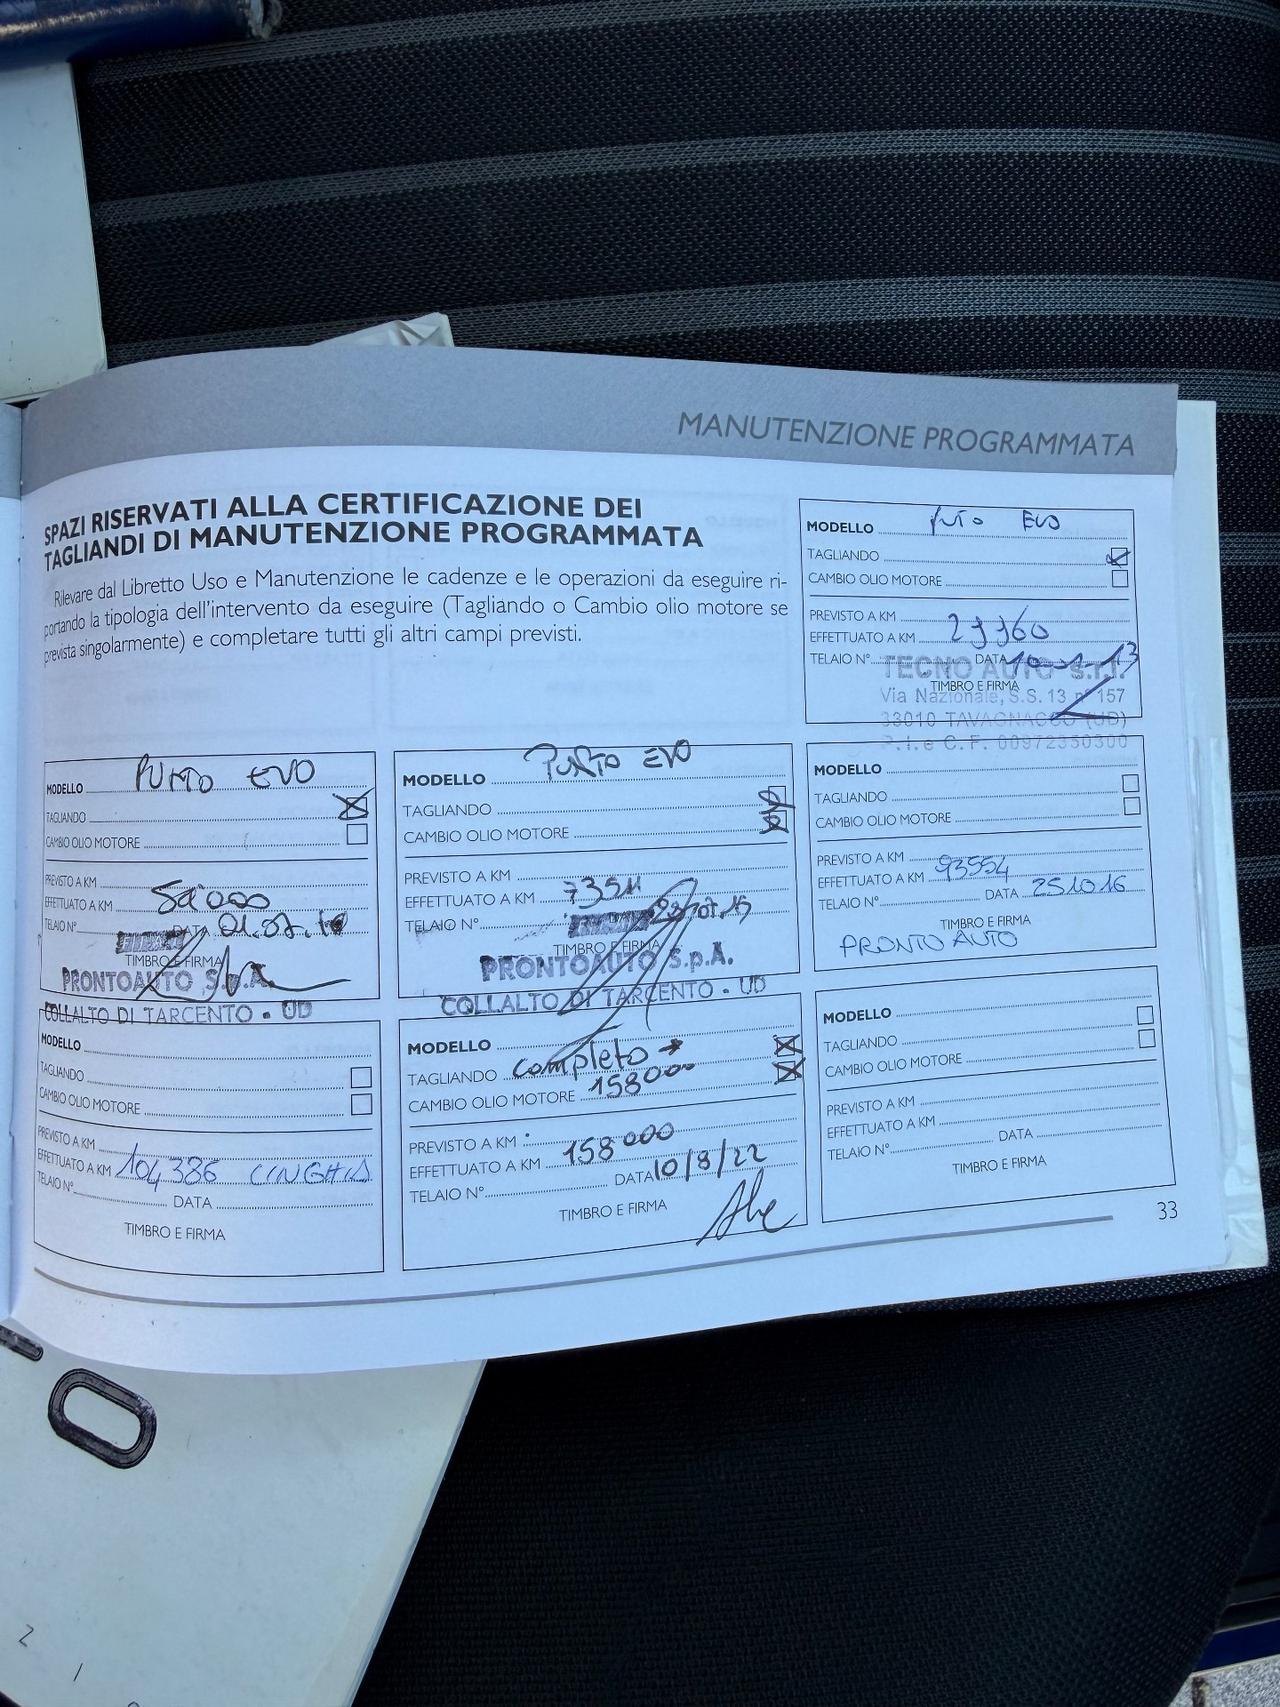 MANUTENZIONE PROGRAMMATA
SPAZI RISERVATI ALLA CERTIFICAZIONE DEI
TAGLIANDI DI MANUTENZIONE PROGRAMMATA
Rilevare dal Libretto Uso e Manutenzione le cadenze e le operazioni da eseguire ri-
portando la tipologia dell'intervento da eseguire (Tagliando o Cambio olio motore se
prevista singolarmente) e completare tutti gli altri campi previsti.
MODELLO EVO
TAGLIANDO
CAMBIO OLIO MOTORE
PREVISTO A KM
EFFETTUATO A KM 29960
TELAIO N° DATA
TIMBRO E FIRMA
TECNO AUTO S.r.l.
Via Nazionale, S.S. 13 n° 157
33010 TAVAGNACCO (UD)
P.I. e C.F. 00972350300
MODELLO PUNTO EVO
TAGLIANDO
CAMBIO OLIO MOTORE
PREVISTO A KM
EFFETTUATO A KM
TELAIO N° DATA
TIMBRO E FIRMA
PRONTOAUTO S.p.A.
COLLALTO DI TARCENTO - UD
MODELLO PUNTO EVO
TAGLIANDO
CAMBIO OLIO MOTORE
PREVISTO A KM
EFFETTUATO A KM 73511
TELAIO N°
TIMBRO E FIRMA
PRONTOAUTO S.p.A.
COLLALTO DI TARCENTO - UD
MODELLO
TAGLIANDO
CAMBIO OLIO MOTORE
PREVISTO A KM
EFFETTUATO A KM 93554
TELAIO N° DATA 251016
TIMBRO E FIRMA
PRONTO AUTO
MODELLO
TAGLIANDO
CAMBIO OLIO MOTORE
PREVISTO A KM
EFFETTUATO A KM 104386 CINGHIA
TELAIO N° DATA
TIMBRO E FIRMA
MODELLO
TAGLIANDO completo →
CAMBIO OLIO MOTORE 158000
PREVISTO A KM
EFFETTUATO A KM 158000
TELAIO N° DATA 10/8/22
TIMBRO E FIRMA
MODELLO
TAGLIANDO
CAMBIO OLIO MOTORE
PREVISTO A KM
EFFETTUATO A KM
TELAIO N° DATA
TIMBRO E FIRMA
33